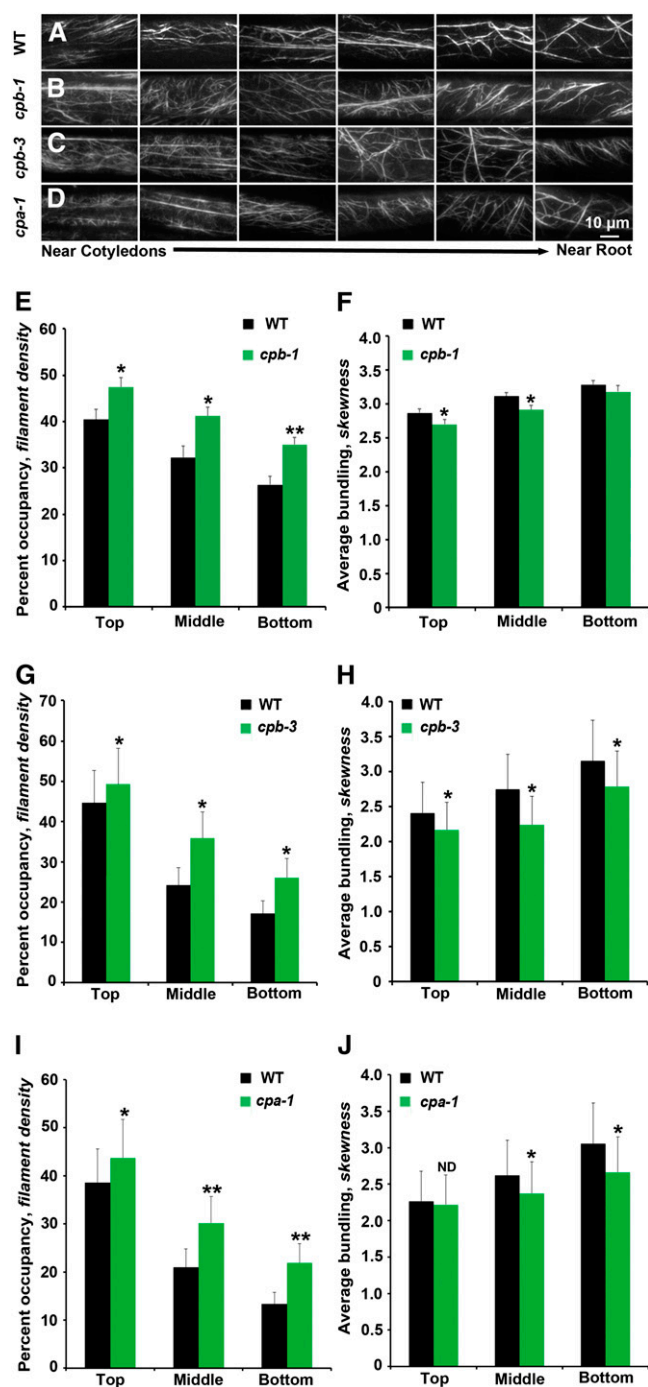 A
WT
B
cpb-1
C
cpb-3
D
cpa-1
10 µm
Near Cotyledons
Near Root
E
WT
cpb-1
Percent occupancy, filament density
60
50
40
30
20
10
0
*
*
**
Top
Middle
Bottom
F
WT
cpb-1
Average bundling, skewness
4.0
3.5
3.0
2.5
2.0
1.5
1.0
0.5
0
*
*
Top
Middle
Bottom
G
WT
cpb-3
Percent occupancy, filament density
70
60
50
40
30
20
10
0
*
*
*
Top
Middle
Bottom
H
WT
cpb-3
Average bundling, skewness
4.0
3.5
3.0
2.5
2.0
1.5
1.0
0.5
0.0
*
*
*
Top
Middle
Bottom
I
WT
cpa-1
Percent occupancy, filament density
60
50
40
30
20
10
0
*
**
**
Top
Middle
Bottom
J
WT
cpa-1
Average bundling, skewness
4.0
3.5
3.0
2.5
2.0
1.5
1.0
0.5
0.0
ND
*
*
Top
Middle
Bottom